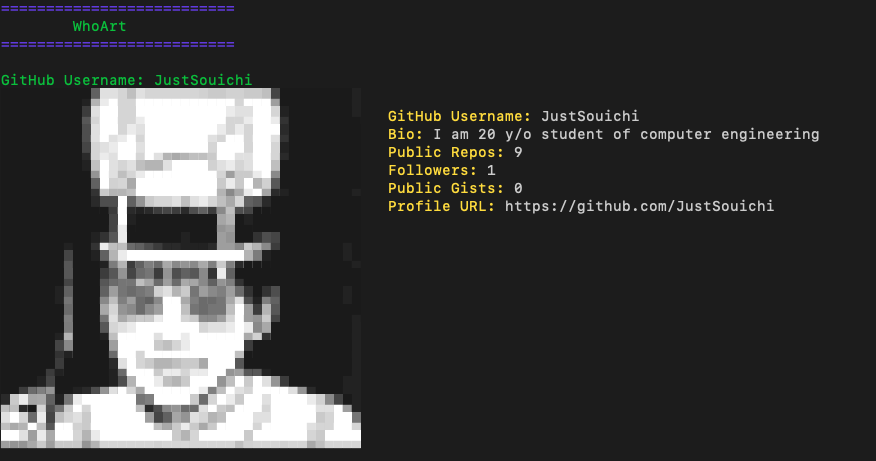 ==========================
WhoArt
==========================
GitHub Username: JustSouichi
GitHub Username: JustSouichi
Bio: I am 20 y/o student of computer engineering
Public Repos: 9
Followers: 1
Public Gists: 0
Profile URL: https://github.com/JustSouichi